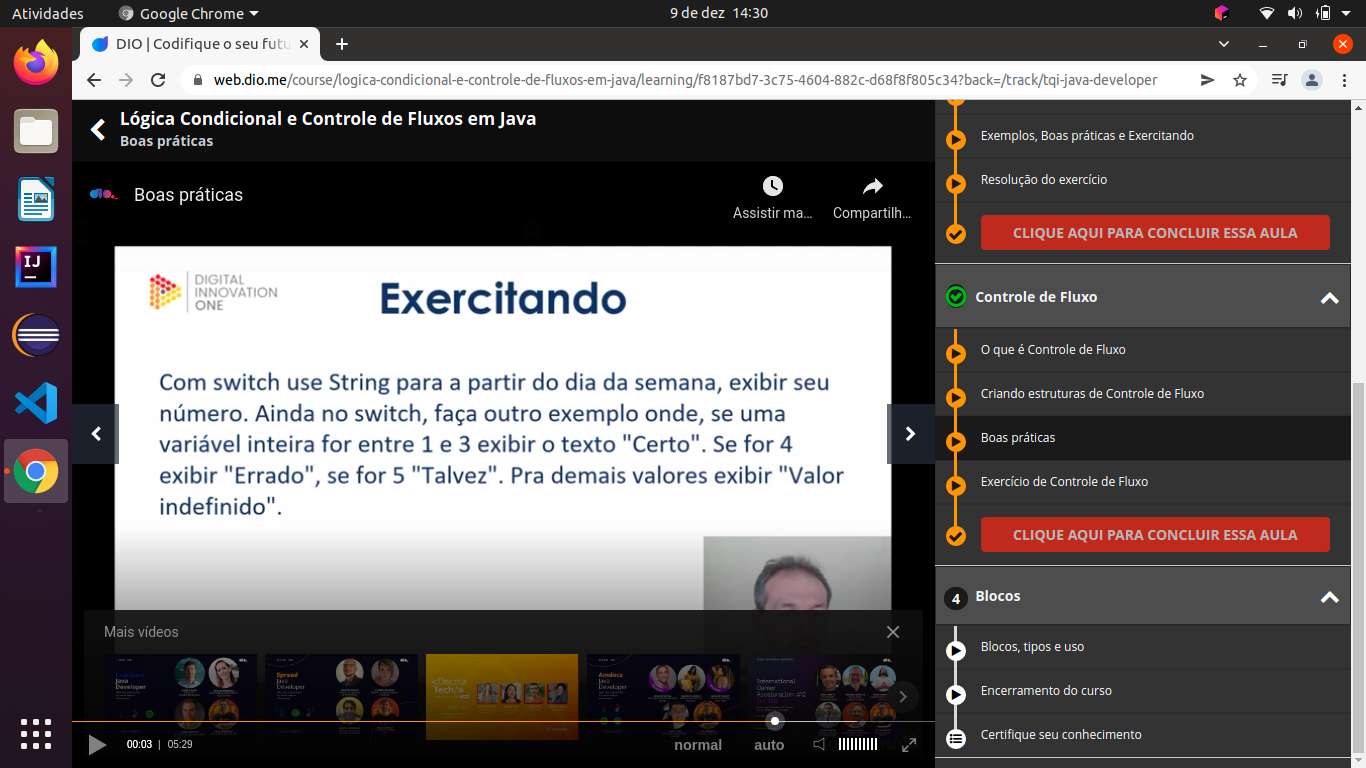 Atividades
Google Chrome
9 de dez 14:30
DIO | Codifique o seu futu
web.dio.me/course/logica-condicional-e-controle-de-fluxos-em-java/learning/f8187bd7-3c75-4604-882c-d68f8f805c34?back=/track/tqi-java-developer
Lógica Condicional e Controle de Fluxos em Java
Boas práticas
dio.
Boas práticas
Assistir ma...
Compartilh...
DIGITAL
INNOVATION
ONE
Exercitando
Com switch use String para a partir do dia da semana, exibir seu
número. Ainda no switch, faça outro exemplo onde, se uma
variável inteira for entre 1 e 3 exibir o texto "Certo". Se for 4
exibir "Errado", se for 5 "Talvez". Pra demais valores exibir "Valor
indefinido".
Mais vídeos
Java
Developer
Spread
Java
Developer
<Decola
Tech/>
Amdocs
Java
Developer
International
Career
Acceleration #2
00:03 | 05:29
normal
auto
Exemplos, Boas práticas e Exercitando
Resolução do exercício
CLIQUE AQUI PARA CONCLUIR ESSA AULA
Controle de Fluxo
O que é Controle de Fluxo
Criando estruturas de Controle de Fluxo
Boas práticas
Exercício de Controle de Fluxo
CLIQUE AQUI PARA CONCLUIR ESSA AULA
4 Blocos
Blocos, tipos e uso
Encerramento do curso
Certifique seu conhecimento
IJ